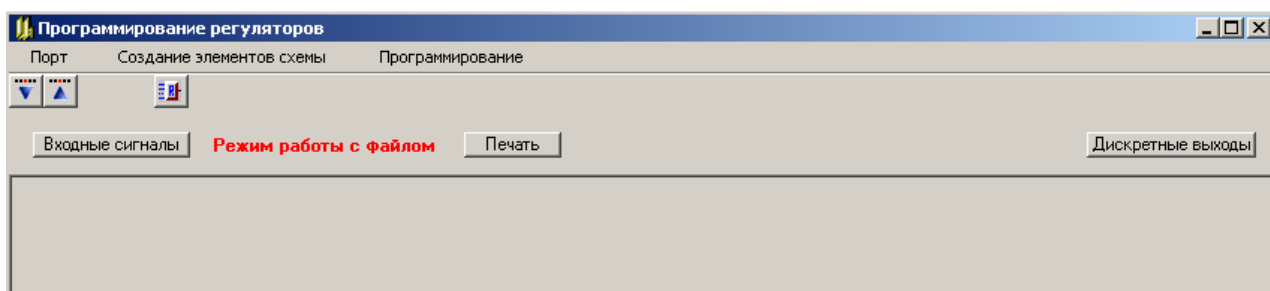 Программирование регуляторов
Порт Создание элементов схемы Программирование
Входные сигналы Режим работы с файлом Печать Дискретные выходы